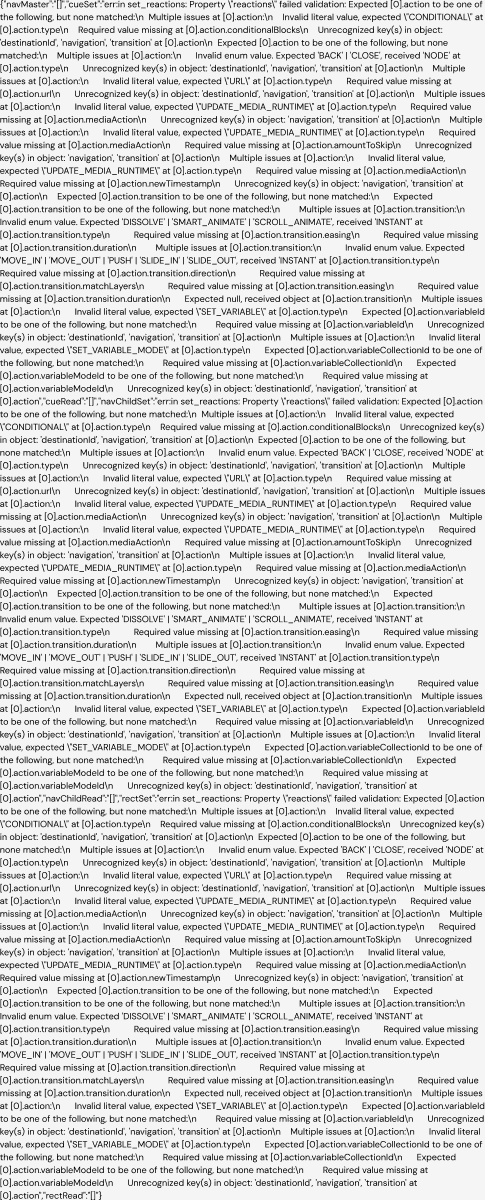 {"navMaster":"[]","cueSet":"err:in set_reactions: Property \"reactions\" failed validation: Expected [0].action to be one of
the following, but none matched:\n  Multiple issues at [0].action:\n    Invalid literal value, expected \"CONDITIONAL\" at
[0].action.type\n    Required value missing at [0].action.conditionalBlocks\n    Unrecognized key(s) in object:
'destinationId', 'navigation', 'transition' at [0].action\n  Expected [0].action to be one of the following, but none
matched:\n    Multiple issues at [0].action:\n      Invalid enum value. Expected 'BACK' | 'CLOSE', received 'NODE' at
[0].action.type\n      Unrecognized key(s) in object: 'destinationId', 'navigation', 'transition' at [0].action\n    Multiple
issues at [0].action:\n      Invalid literal value, expected \"URL\" at [0].action.type\n      Required value missing at
[0].action.url\n      Unrecognized key(s) in object: 'destinationId', 'navigation', 'transition' at [0].action\n    Multiple issues
at [0].action:\n      Invalid literal value, expected \"UPDATE_MEDIA_RUNTIME\" at [0].action.type\n      Required value
missing at [0].action.mediaAction\n      Unrecognized key(s) in object: 'navigation', 'transition' at [0].action\n    Multiple
issues at [0].action:\n      Invalid literal value, expected \"UPDATE_MEDIA_RUNTIME\" at [0].action.type\n      Required
value missing at [0].action.mediaAction\n      Required value missing at [0].action.amountToSkip\n      Unrecognized
key(s) in object: 'navigation', 'transition' at [0].action\n    Multiple issues at [0].action:\n      Invalid literal value,
expected \"UPDATE_MEDIA_RUNTIME\" at [0].action.type\n      Required value missing at [0].action.mediaAction\n
Required value missing at [0].action.newTimestamp\n      Unrecognized key(s) in object: 'navigation', 'transition' at
[0].action\n    Expected [0].action.transition to be one of the following, but none matched:\n      Expected
[0].action.transition to be one of the following, but none matched:\n        Multiple issues at [0].action.transition:\n
Invalid enum value. Expected 'DISSOLVE' | 'SMART_ANIMATE' | 'SCROLL_ANIMATE', received 'INSTANT' at
[0].action.transition.type\n          Required value missing at [0].action.transition.easing\n          Required value missing
at [0].action.transition.duration\n        Multiple issues at [0].action.transition:\n          Invalid enum value. Expected
'MOVE_IN' | 'MOVE_OUT' | 'PUSH' | 'SLIDE_IN' | 'SLIDE_OUT', received 'INSTANT' at [0].action.transition.type\n
Required value missing at [0].action.transition.direction\n          Required value missing at
[0].action.transition.matchLayers\n          Required value missing at [0].action.transition.easing\n          Required value
missing at [0].action.transition.duration\n      Expected null, received object at [0].action.transition\n    Multiple issues
at [0].action:\n      Invalid literal value, expected \"SET_VARIABLE\" at [0].action.type\n      Expected [0].action.variableId
to be one of the following, but none matched:\n        Required value missing at [0].action.variableId\n      Unrecognized
key(s) in object: 'destinationId', 'navigation', 'transition' at [0].action\n    Multiple issues at [0].action:\n      Invalid literal
value, expected \"SET_VARIABLE_MODE\" at [0].action.type\n      Expected [0].action.variableCollectionId to be one of
the following, but none matched:\n        Required value missing at [0].action.variableCollectionId\n      Expected
[0].action.variableModeId to be one of the following, but none matched:\n        Required value missing at
[0].action.variableModeId\n      Unrecognized key(s) in object: 'destinationId', 'navigation', 'transition' at
[0].action","cueRead":"[]","navChildSet":"err:in set_reactions: Property \"reactions\" failed validation: Expected [0].action
to be one of the following, but none matched:\n  Multiple issues at [0].action:\n    Invalid literal value, expected
\"CONDITIONAL\" at [0].action.type\n    Required value missing at [0].action.conditionalBlocks\n    Unrecognized key(s)
in object: 'destinationId', 'navigation', 'transition' at [0].action\n  Expected [0].action to be one of the following, but
none matched:\n    Multiple issues at [0].action:\n      Invalid enum value. Expected 'BACK' | 'CLOSE', received 'NODE' at
[0].action.type\n      Unrecognized key(s) in object: 'destinationId', 'navigation', 'transition' at [0].action\n    Multiple
issues at [0].action:\n      Invalid literal value, expected \"URL\" at [0].action.type\n      Required value missing at
[0].action.url\n      Unrecognized key(s) in object: 'destinationId', 'navigation', 'transition' at [0].action\n    Multiple issues
at [0].action:\n      Invalid literal value, expected \"UPDATE_MEDIA_RUNTIME\" at [0].action.type\n      Required value
missing at [0].action.mediaAction\n      Unrecognized key(s) in object: 'navigation', 'transition' at [0].action\n    Multiple
issues at [0].action:\n      Invalid literal value, expected \"UPDATE_MEDIA_RUNTIME\" at [0].action.type\n      Required
value missing at [0].action.mediaAction\n      Required value missing at [0].action.amountToSkip\n      Unrecognized
key(s) in object: 'navigation', 'transition' at [0].action\n    Multiple issues at [0].action:\n      Invalid literal value,
expected \"UPDATE_MEDIA_RUNTIME\" at [0].action.type\n      Required value missing at [0].action.mediaAction\n
Required value missing at [0].action.newTimestamp\n      Unrecognized key(s) in object: 'navigation', 'transition' at
[0].action\n    Expected [0].action.transition to be one of the following, but none matched:\n      Expected
[0].action.transition to be one of the following, but none matched:\n        Multiple issues at [0].action.transition:\n
Invalid enum value. Expected 'DISSOLVE' | 'SMART_ANIMATE' | 'SCROLL_ANIMATE', received 'INSTANT' at
[0].action.transition.type\n          Required value missing at [0].action.transition.easing\n          Required value missing
at [0].action.transition.duration\n        Multiple issues at [0].action.transition:\n          Invalid enum value. Expected
'MOVE_IN' | 'MOVE_OUT' | 'PUSH' | 'SLIDE_IN' | 'SLIDE_OUT', received 'INSTANT' at [0].action.transition.type\n
Required value missing at [0].action.transition.direction\n          Required value missing at
[0].action.transition.matchLayers\n          Required value missing at [0].action.transition.easing\n          Required value
missing at [0].action.transition.duration\n      Expected null, received object at [0].action.transition\n    Multiple issues
at [0].action:\n      Invalid literal value, expected \"SET_VARIABLE\" at [0].action.type\n      Expected [0].action.variableId
to be one of the following, but none matched:\n        Required value missing at [0].action.variableId\n      Unrecognized
key(s) in object: 'destinationId', 'navigation', 'transition' at [0].action\n    Multiple issues at [0].action:\n      Invalid literal
value, expected \"SET_VARIABLE_MODE\" at [0].action.type\n      Expected [0].action.variableCollectionId to be one of
the following, but none matched:\n        Required value missing at [0].action.variableCollectionId\n      Expected
[0].action.variableModeId to be one of the following, but none matched:\n        Required value missing at
[0].action.variableModeId\n      Unrecognized key(s) in object: 'destinationId', 'navigation', 'transition' at
[0].action","navChildRead":"[]","rectSet":"err:in set_reactions: Property \"reactions\" failed validation: Expected [0].action
to be one of the following, but none matched:\n  Multiple issues at [0].action:\n    Invalid literal value, expected
\"CONDITIONAL\" at [0].action.type\n    Required value missing at [0].action.conditionalBlocks\n    Unrecognized key(s)
in object: 'destinationId', 'navigation', 'transition' at [0].action\n  Expected [0].action to be one of the following, but
none matched:\n    Multiple issues at [0].action:\n      Invalid enum value. Expected 'BACK' | 'CLOSE', received 'NODE' at
[0].action.type\n      Unrecognized key(s) in object: 'destinationId', 'navigation', 'transition' at [0].action\n    Multiple
issues at [0].action:\n      Invalid literal value, expected \"URL\" at [0].action.type\n      Required value missing at
[0].action.url\n      Unrecognized key(s) in object: 'destinationId', 'navigation', 'transition' at [0].action\n    Multiple issues
at [0].action:\n      Invalid literal value, expected \"UPDATE_MEDIA_RUNTIME\" at [0].action.type\n      Required value
missing at [0].action.mediaAction\n      Unrecognized key(s) in object: 'navigation', 'transition' at [0].action\n    Multiple
issues at [0].action:\n      Invalid literal value, expected \"UPDATE_MEDIA_RUNTIME\" at [0].action.type\n      Required
value missing at [0].action.mediaAction\n      Required value missing at [0].action.amountToSkip\n      Unrecognized
key(s) in object: 'navigation', 'transition' at [0].action\n    Multiple issues at [0].action:\n      Invalid literal value,
expected \"UPDATE_MEDIA_RUNTIME\" at [0].action.type\n      Required value missing at [0].action.mediaAction\n
Required value missing at [0].action.newTimestamp\n      Unrecognized key(s) in object: 'navigation', 'transition' at
[0].action\n    Expected [0].action.transition to be one of the following, but none matched:\n      Expected
[0].action.transition to be one of the following, but none matched:\n        Multiple issues at [0].action.transition:\n
Invalid enum value. Expected 'DISSOLVE' | 'SMART_ANIMATE' | 'SCROLL_ANIMATE', received 'INSTANT' at
[0].action.transition.type\n          Required value missing at [0].action.transition.easing\n          Required value missing
at [0].action.transition.duration\n        Multiple issues at [0].action.transition:\n          Invalid enum value. Expected
'MOVE_IN' | 'MOVE_OUT' | 'PUSH' | 'SLIDE_IN' | 'SLIDE_OUT', received 'INSTANT' at [0].action.transition.type\n
Required value missing at [0].action.transition.direction\n          Required value missing at
[0].action.transition.matchLayers\n          Required value missing at [0].action.transition.easing\n          Required value
missing at [0].action.transition.duration\n      Expected null, received object at [0].action.transition\n    Multiple issues
at [0].action:\n      Invalid literal value, expected \"SET_VARIABLE\" at [0].action.type\n      Expected [0].action.variableId
to be one of the following, but none matched:\n        Required value missing at [0].action.variableId\n      Unrecognized
key(s) in object: 'destinationId', 'navigation', 'transition' at [0].action\n    Multiple issues at [0].action:\n      Invalid literal
value, expected \"SET_VARIABLE_MODE\" at [0].action.type\n      Expected [0].action.variableCollectionId to be one of
the following, but none matched:\n        Required value missing at [0].action.variableCollectionId\n      Expected
[0].action.variableModeId to be one of the following, but none matched:\n        Required value missing at
[0].action.variableModeId\n      Unrecognized key(s) in object: 'destinationId', 'navigation', 'transition' at
[0].action","rectRead":"[]"}